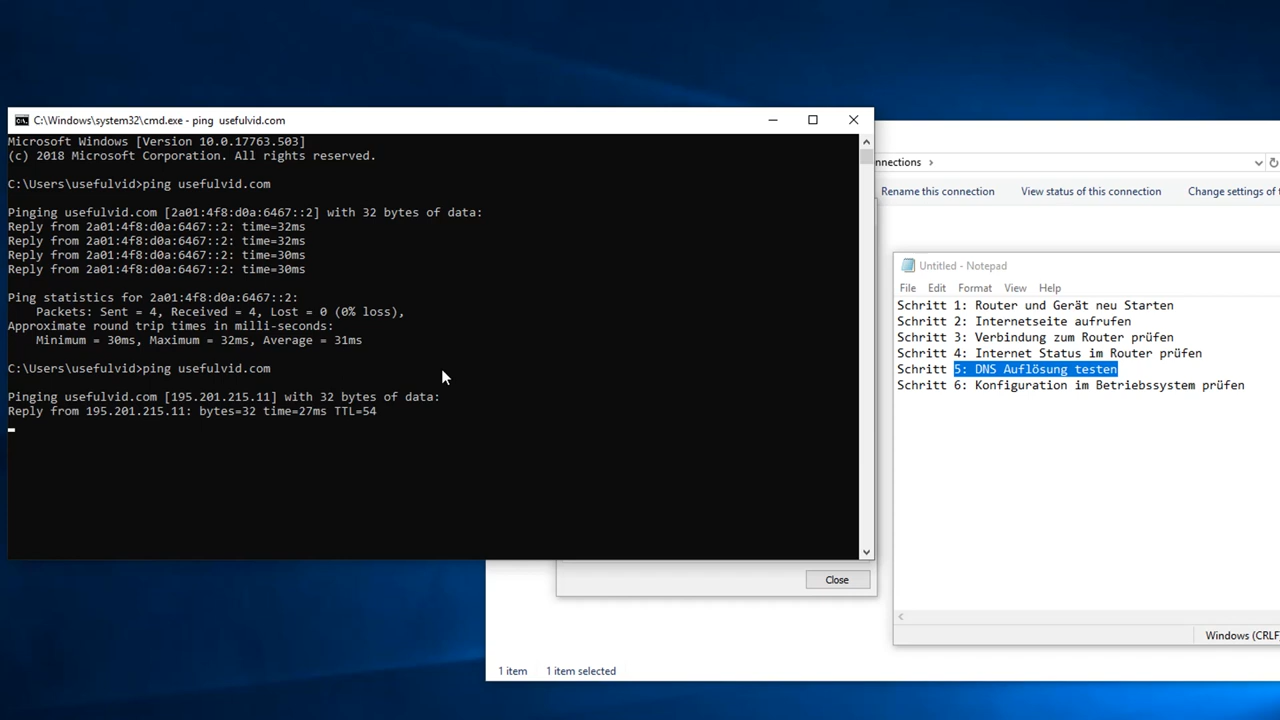 C:\Windows\system32\cmd.exe - ping  usefulvid.com
Microsoft Windows [Version 10.0.17763.503]
(c) 2018 Microsoft Corporation. All rights reserved.
C:\Users\usefulvid>ping usefulvid.com
Pinging usefulvid.com [2a01:4f8:d0a:6467::2] with 32 bytes of data:
Reply from 2a01:4f8:d0a:6467::2: time=32ms
Reply from 2a01:4f8:d0a:6467::2: time=32ms
Reply from 2a01:4f8:d0a:6467::2: time=30ms
Reply from 2a01:4f8:d0a:6467::2: time=30ms
Ping statistics for 2a01:4f8:d0a:6467::2:
    Packets: Sent = 4, Received = 4, Lost = 0 (0% loss),
Approximate round trip times in milli-seconds:
    Minimum = 30ms, Maximum = 32ms, Average = 31ms
C:\Users\usefulvid>ping usefulvid.com
Pinging usefulvid.com [195.201.215.11] with 32 bytes of data:
Reply from 195.201.215.11: bytes=32 time=27ms TTL=54
nnections
Rename this connection View status of this connection Change settings of t
Untitled - Notepad
File Edit Format View Help
Schritt 1: Router und Gerät neu Starten
Schritt 2: Internetseite aufrufen
Schritt 3: Verbindung zum Router prüfen
Schritt 4: Internet Status im Router prüfen
Schritt 5: DNS Auflösung testen
Schritt 6: Konfiguration im Betriebssystem prüfen
Windows (CRLF
Close
1 item 1 item selected